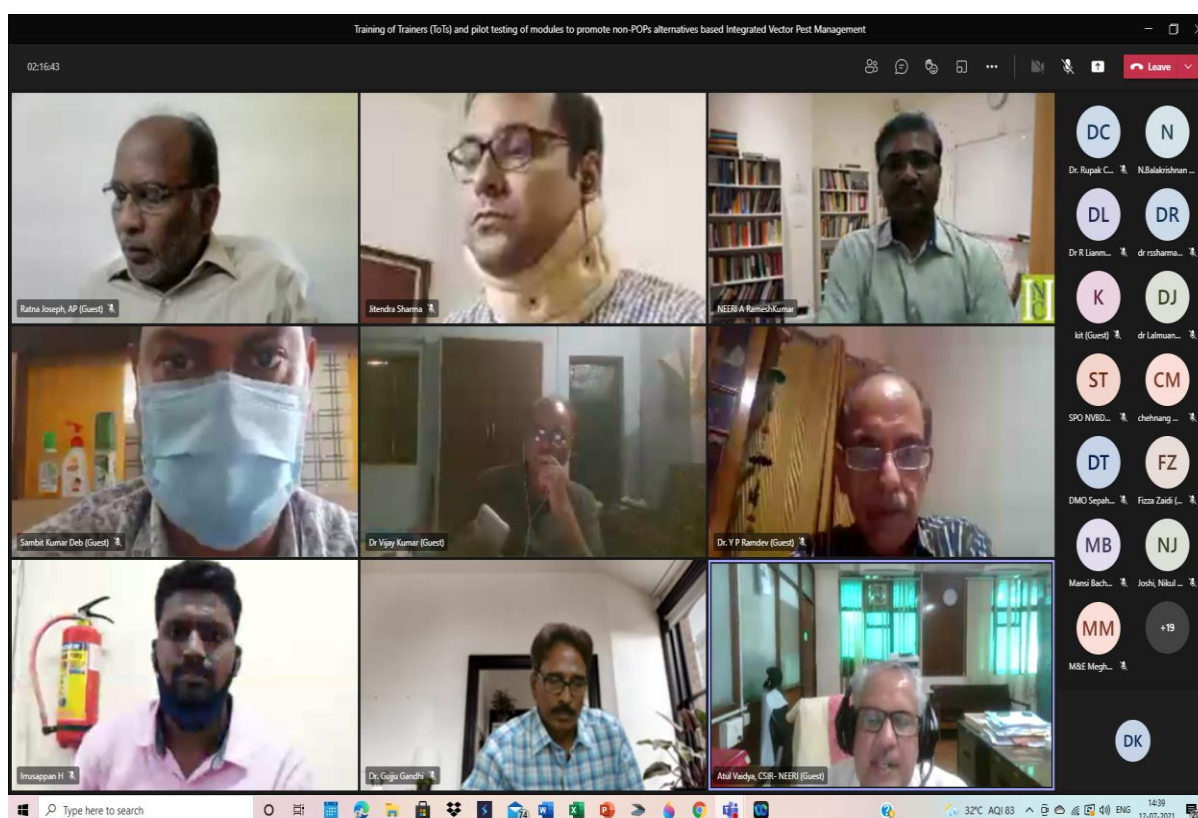 Training of Trainers (ToTs) and pilot testing of modules to promote non-POPs alternatives based Integrated Vector Pest Management
02:16:43
Leave
Ratna Joseph, AP (Guest)
Jitendra Sharma
NEERI A RameshKumar
Sambit Kumar Deb (Guest)
Dr Vijay Kumar (Guest)
Dr. Y P Ramdev (Guest)
Irrusappan H
Dr. Gujju Gandhi
Atul Vaidya, CSIR- NEERI (Guest)
DC
N
Dr. Rupak C...
N.Balakrishnan ...
DL
DR
Dr R Lianm...
dr rssharma...
K
DJ
kit (Guest)
dr Lalmuan...
ST
CM
SPO NVBD...
chehnang ...
DT
FZ
DMO Sepah...
Fizza Zaidi (...
MB
NJ
Mansi Bach...
Joshi, Nikul ...
MM
+19
M&E Megh...
DK
Type here to search
74
32°C AQI 83
ENG
14:39
12-07-2021